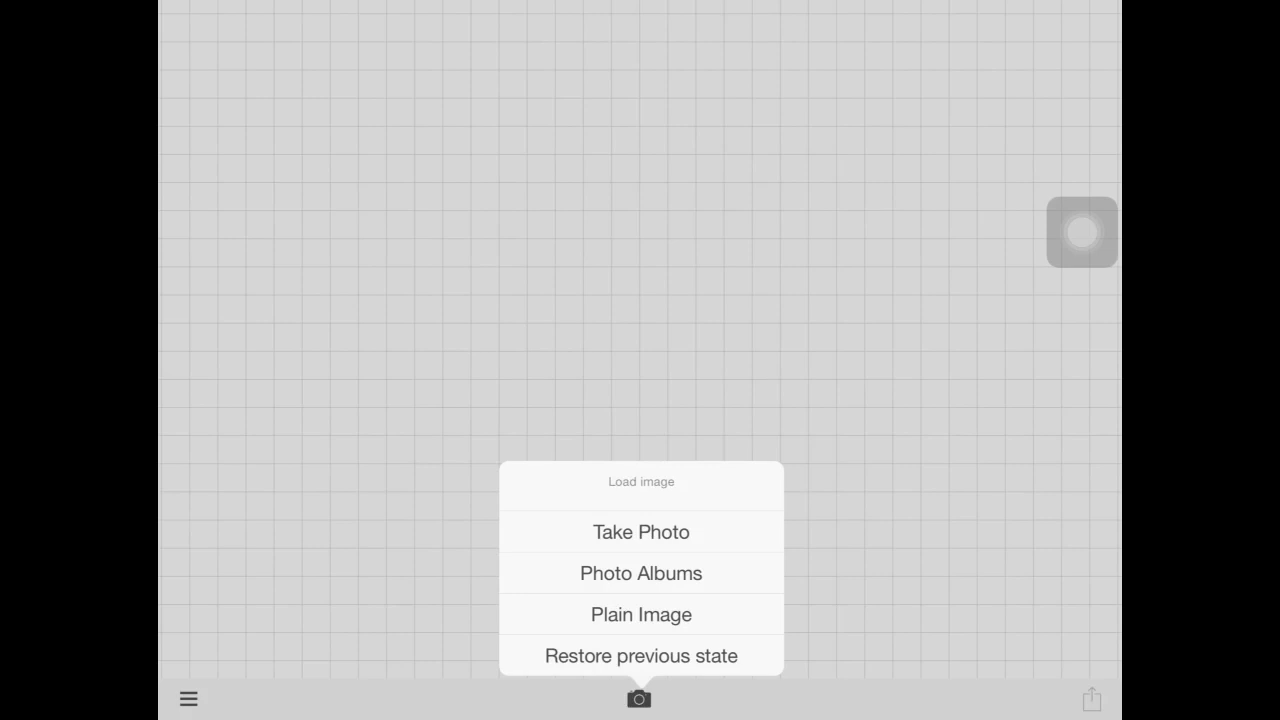 Load image
Take Photo
Photo Albums
Plain Image
Restore previous state